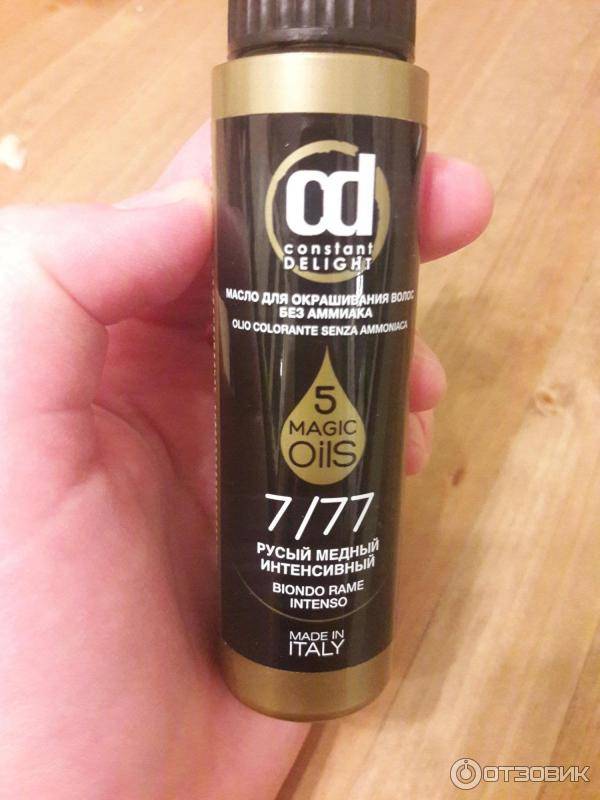 cd
constant
DELIGHT
МАСЛО ДЛЯ ОКРАШИВАНИЯ ВОЛОС
БЕЗ АММИАКА
OLIO COLORANTE SENZA AMMONIACA
5
MAGIC
OilS
7/77
РУСЫЙ МЕДНЫЙ
ИНТЕНСИВНЫЙ
BIONDO RAME
INTENSO
MADE IN
ITALY
ОТЗОВИК